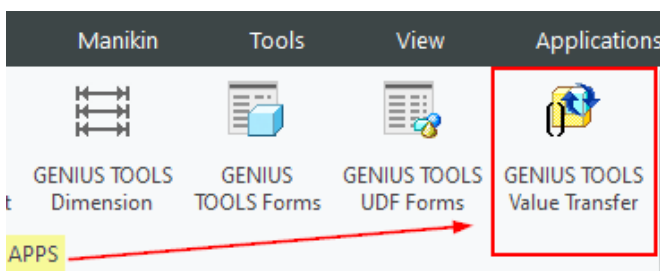 Manikin Tools View Applications
GENIUS TOOLS GENIUS GENIUS TOOLS GENIUS TOOLS
t Dimension TOOLS Forms UDF Forms Value Transfer
APPS